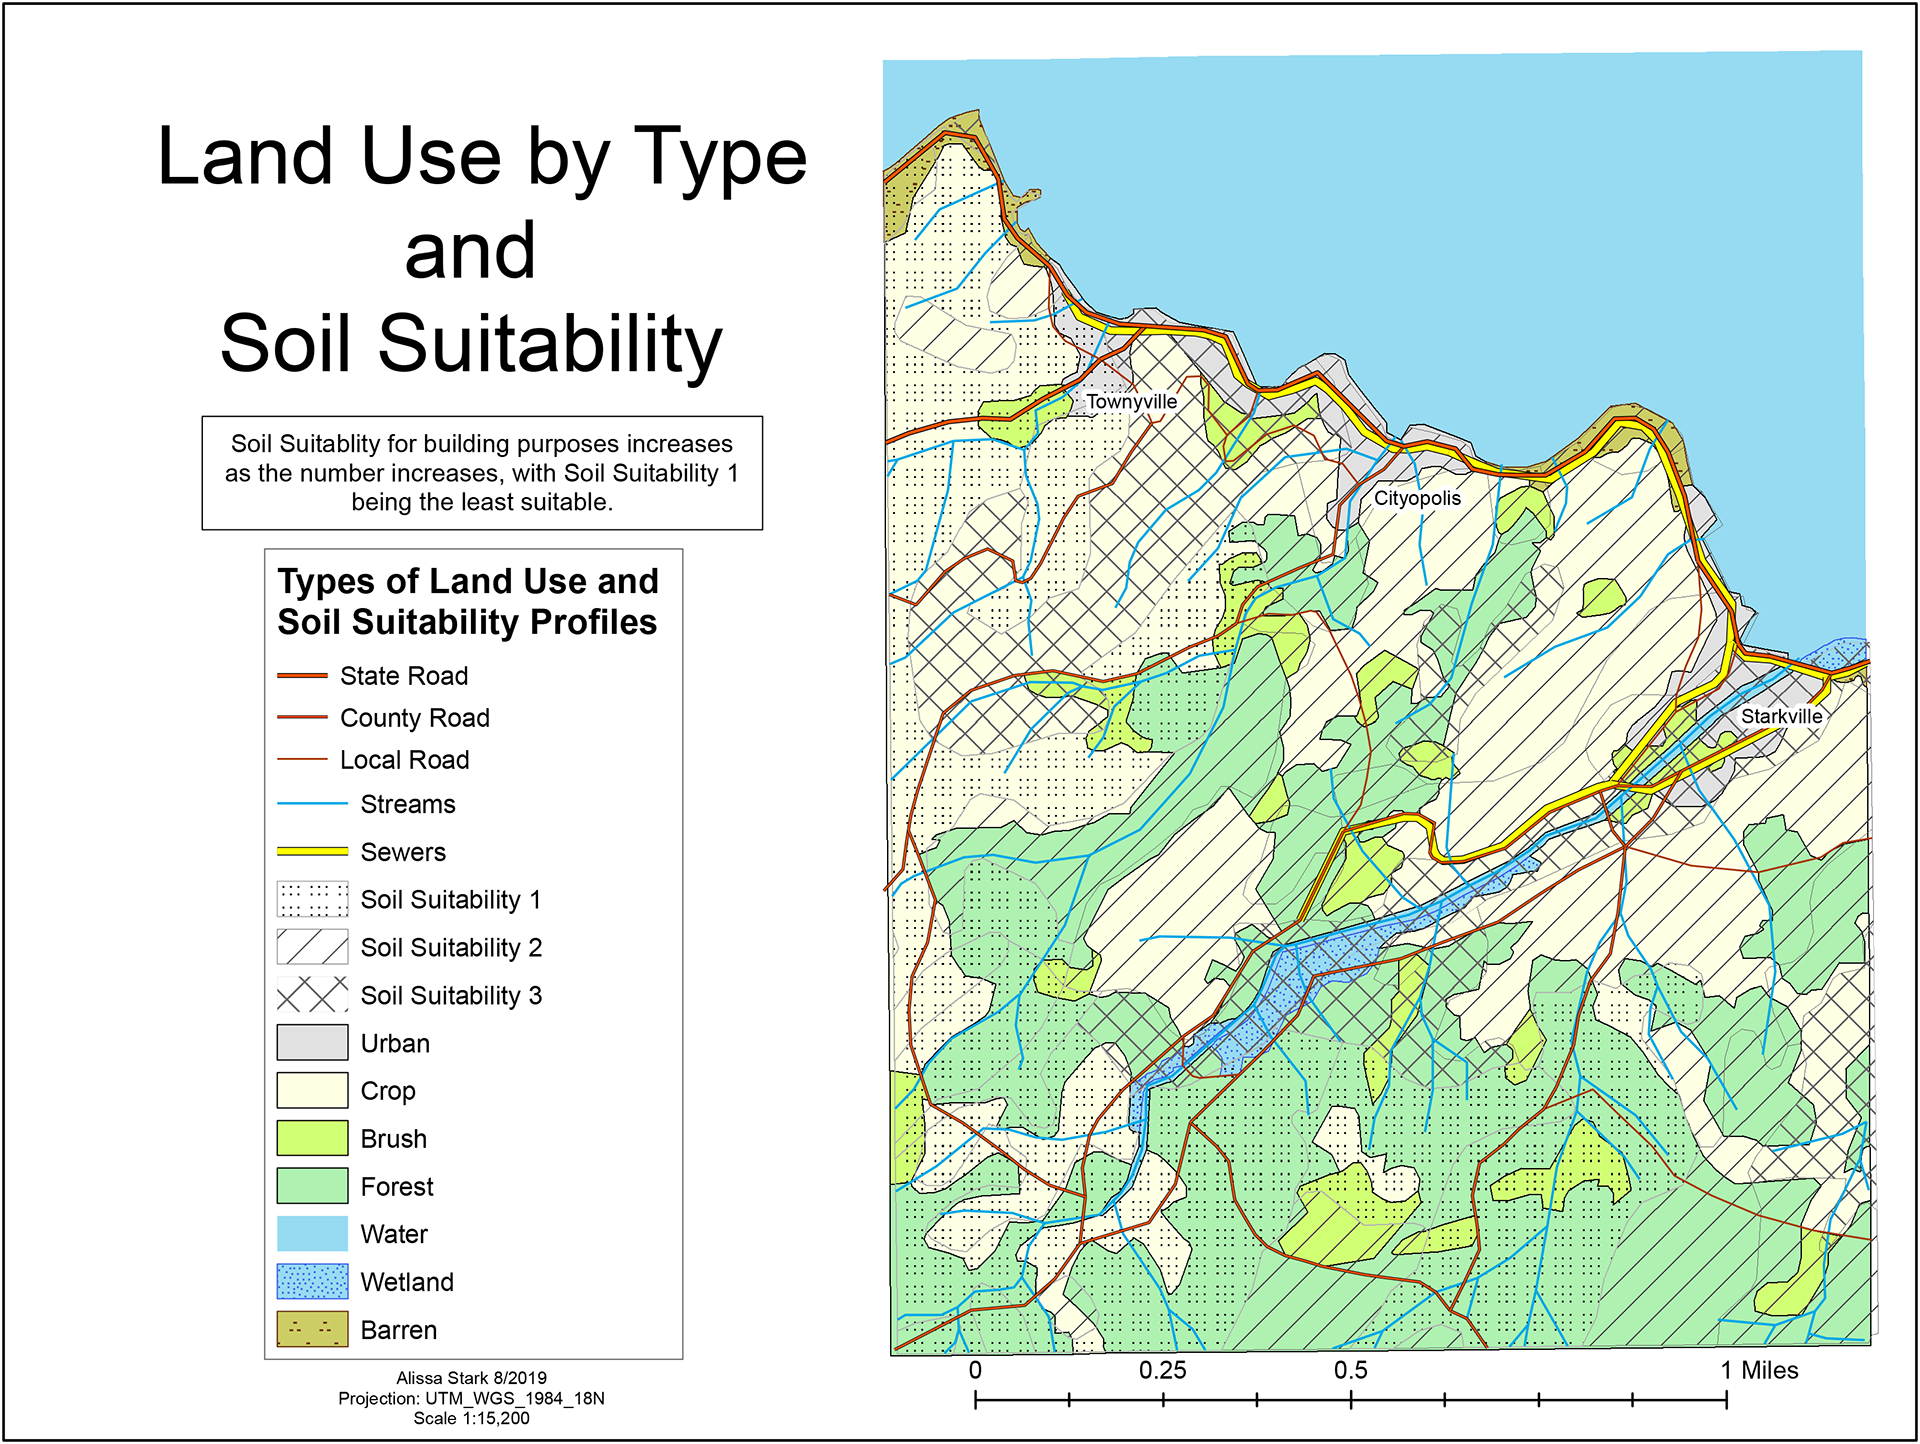 Land Use by Type
and
Soil Suitability
Soil Suitablity for building purposes increases
as the number increases, with Soil Suitability 1
being the least suitable.
Types of Land Use and
Soil Suitability Profiles
State Road
County Road
Local Road
Streams
Sewers
Soil Suitability 1
Soil Suitability 2
Soil Suitability 3
Urban
Crop
Brush
Forest
Water
Wetland
Barren
Alissa Stark 8/2019
Projection: UTM_WGS_1984_18N
Scale 1:15,200
Townyville
Cityopolis
Starkville
0 0.25 0.5 1 Miles